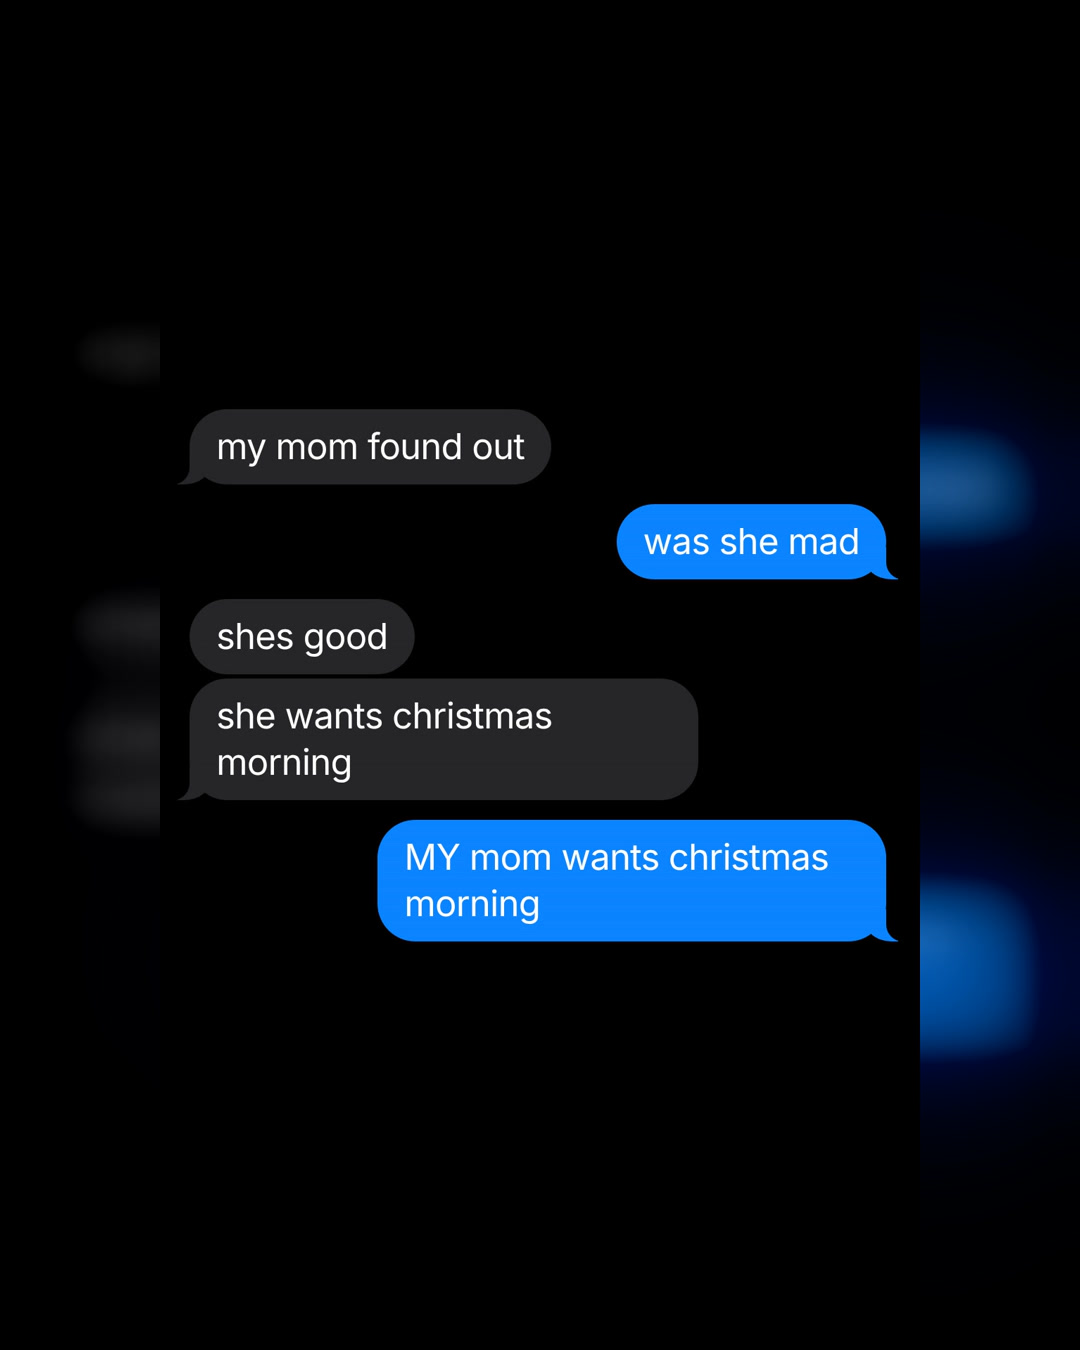 my mom found out
was she mad
shes good
she wants christmas
morning
MY mom wants christmas
morning